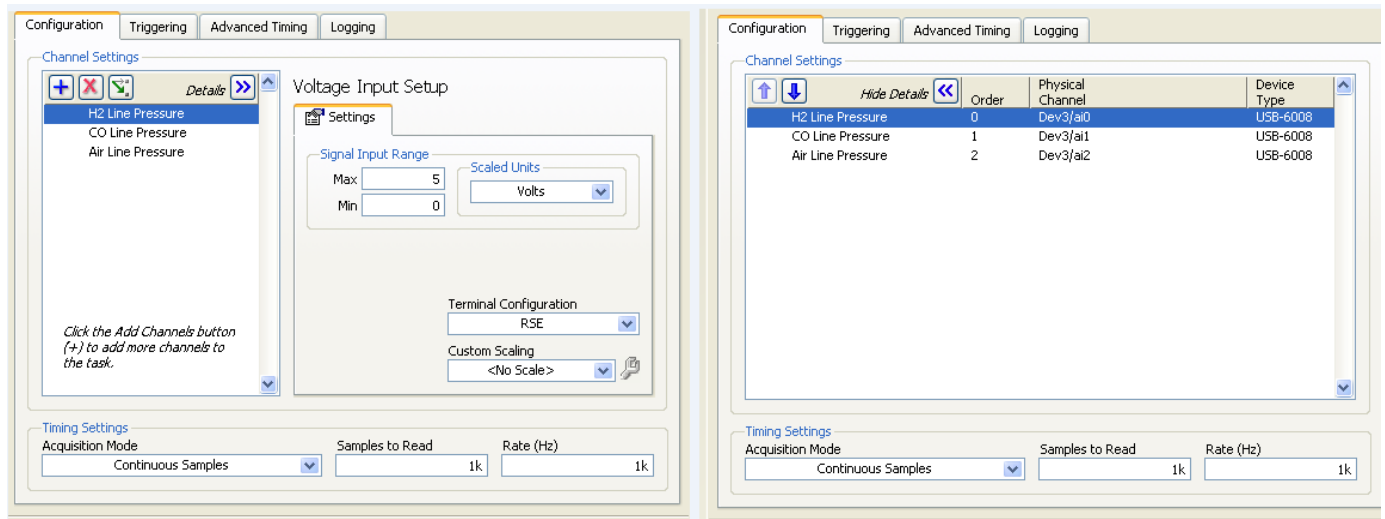 Configuration Triggering Advanced Timing Logging
Channel Settings
Details
H2 Line Pressure
CO Line Pressure
Air Line Pressure
Click the Add Channels button
(+) to add more channels to
the task.
Voltage Input Setup
Settings
Signal Input Range
Max 5
Min 0
Scaled Units
Volts
Terminal Configuration
RSE
Custom Scaling
<No Scale>
Timing Settings
Acquisition Mode Samples to Read Rate (Hz)
Continuous Samples 1k 1k
Configuration Triggering Advanced Timing Logging
Channel Settings
Hide Details Order Physical Channel Device Type
H2 Line Pressure 0 Dev3/ai0 USB-6008
CO Line Pressure 1 Dev3/ai1 USB-6008
Air Line Pressure 2 Dev3/ai2 USB-6008
Timing Settings
Acquisition Mode Samples to Read Rate (Hz)
Continuous Samples 1k 1k